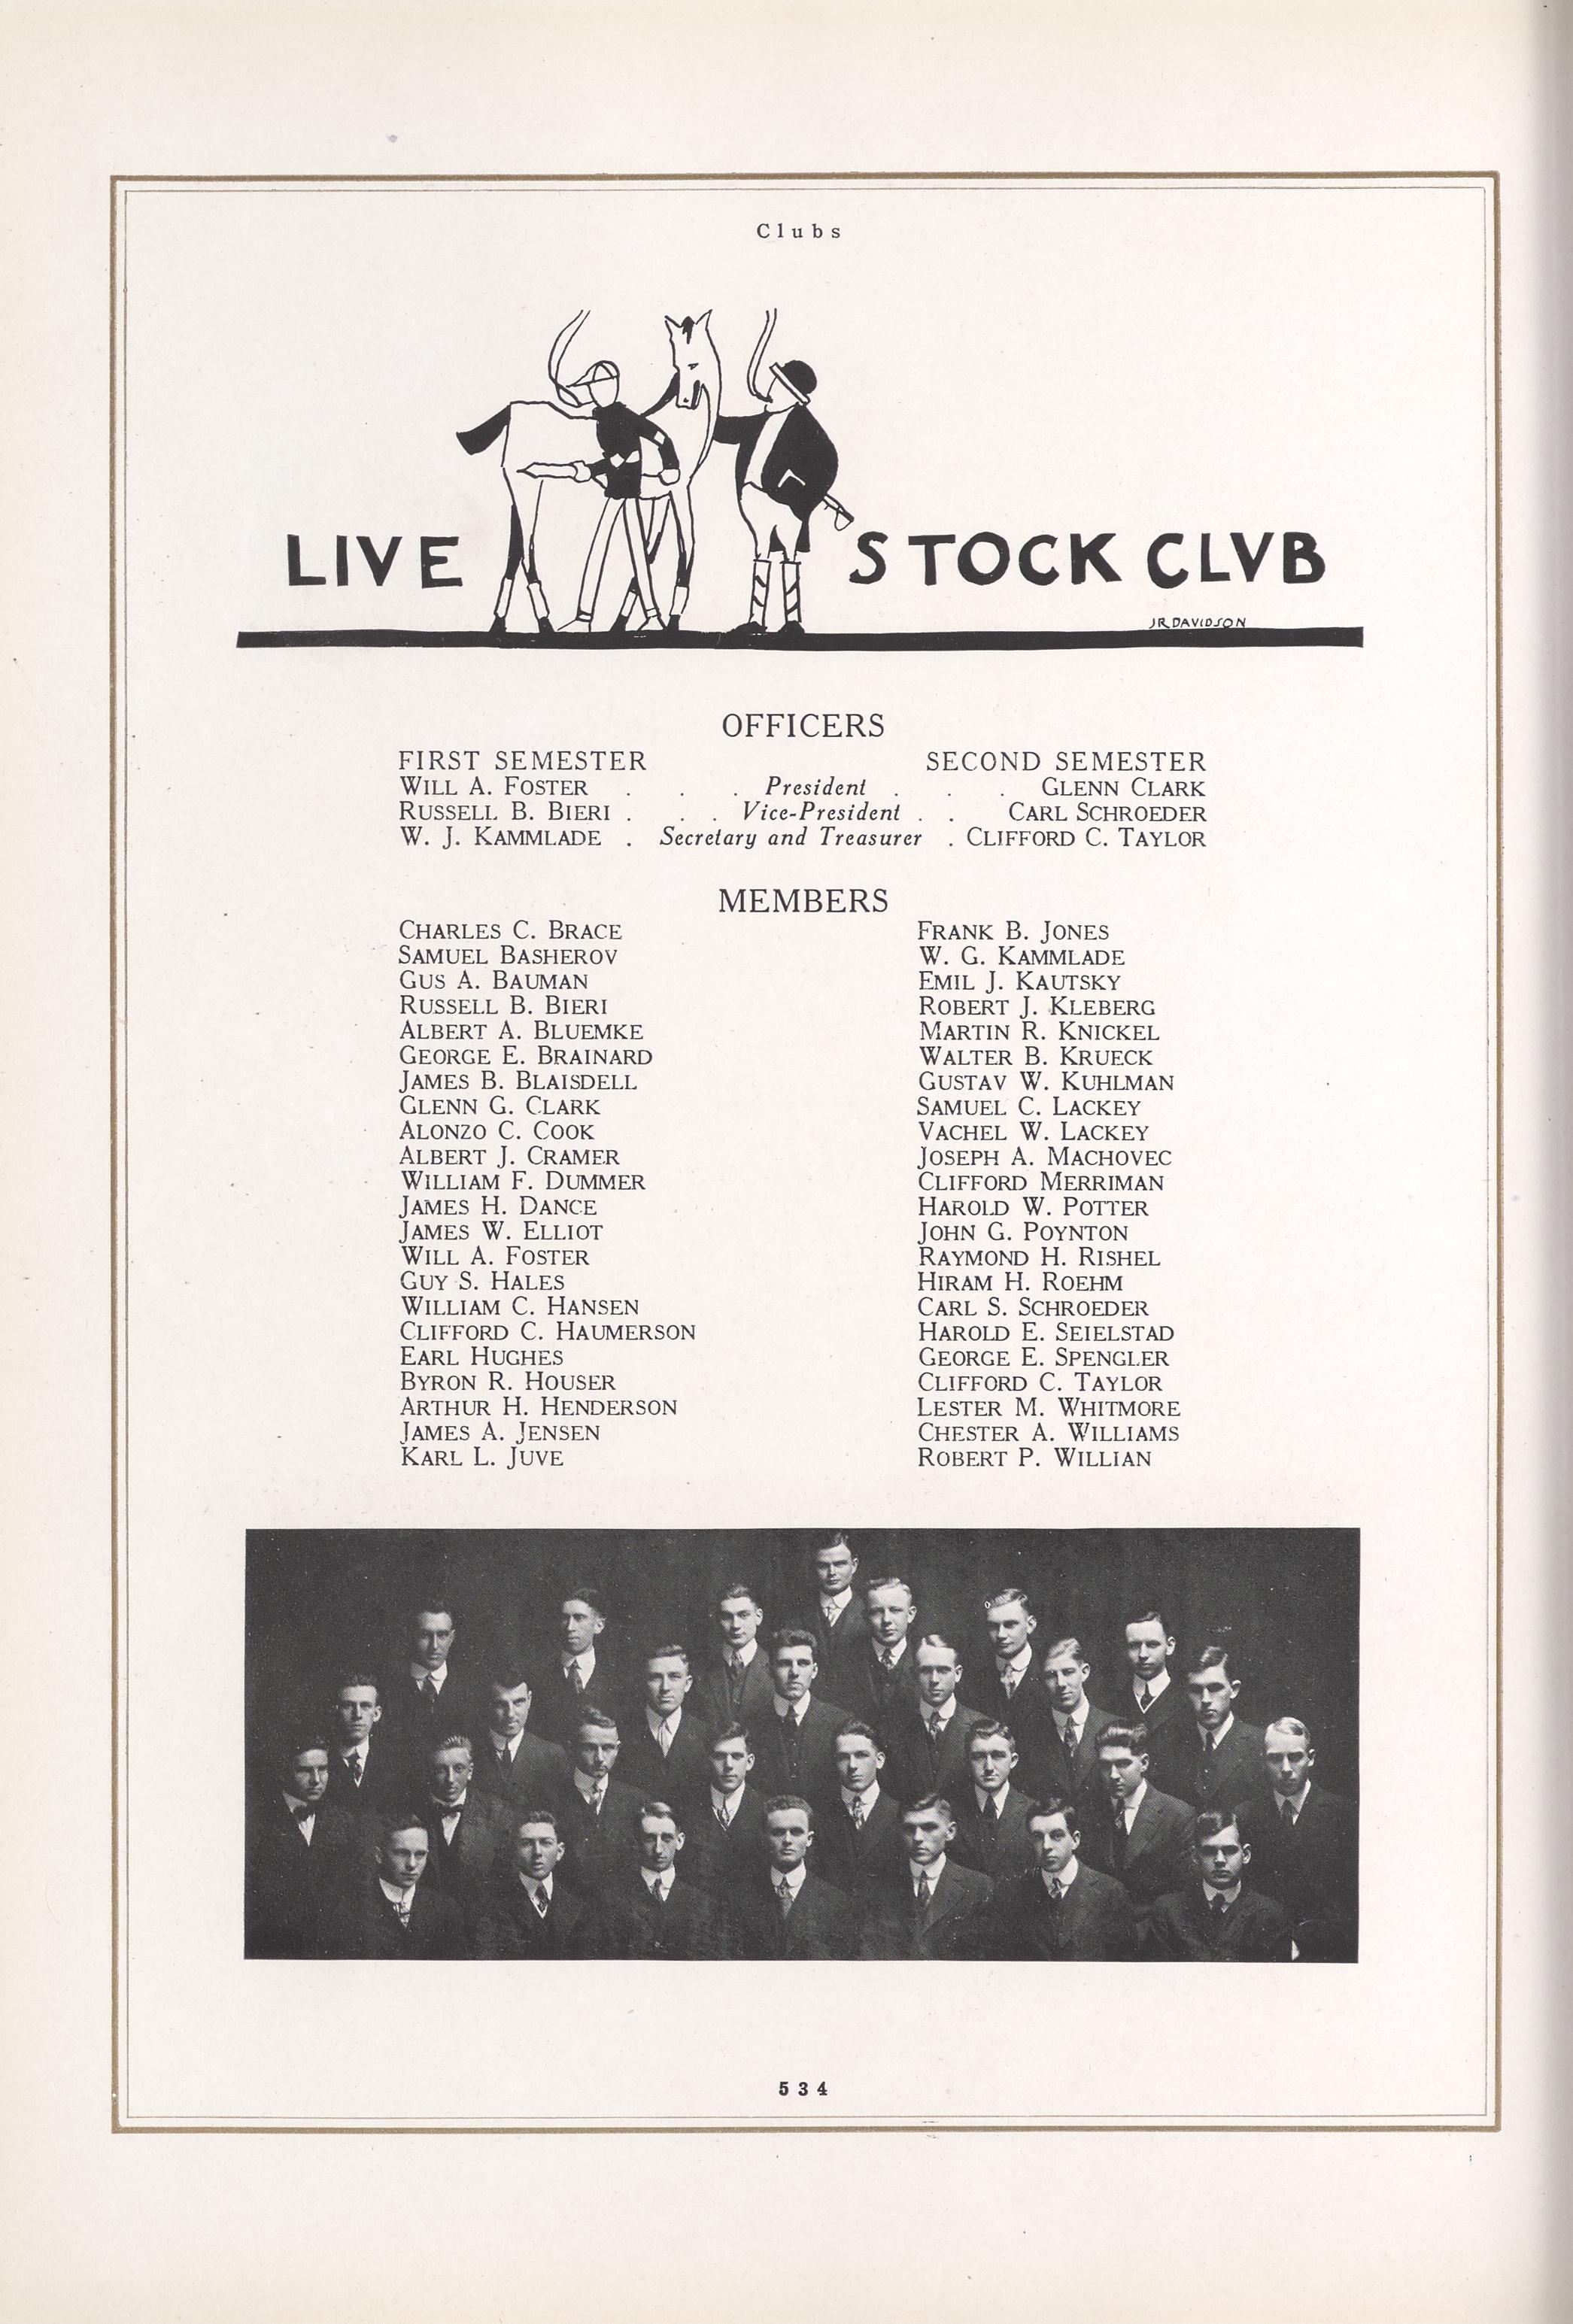 Clubs
LIVE STOCK CLVB
JR DAVIDSON
OFFICERS
FIRST SEMESTER SECOND SEMESTER
WILL A. FOSTER . . . President . . . GLENN CLARK
RUSSELL B. BIERI . . . Vice-President . . CARL SCHROEDER
W. J. KAMMLADE . Secretary and Treasurer . CLIFFORD C. TAYLOR
MEMBERS
CHARLES C. BRACE
SAMUEL BASHEROV
GUS A. BAUMAN
RUSSELL B. BIERI
ALBERT A. BLUEMKE
GEORGE E. BRAINARD
JAMES B. BLAISDELL
GLENN G. CLARK
ALONZO C. COOK
ALBERT J. CRAMER
WILLIAM F. DUMMER
JAMES H. DANCE
JAMES W. ELLIOT
WILL A. FOSTER
GUY S. HALES
WILLIAM C. HANSEN
CLIFFORD C. HAUMERSON
EARL HUGHES
BYRON R. HOUSER
ARTHUR H. HENDERSON
JAMES A. JENSEN
KARL L. JUVE
FRANK B. JONES
W. G. KAMMLADE
EMIL J. KAUTSKY
ROBERT J. KLEBERG
MARTIN R. KNICKEL
WALTER B. KRUECK
GUSTAV W. KUHLMAN
SAMUEL C. LACKEY
VACHEL W. LACKEY
JOSEPH A. MACHOVEC
CLIFFORD MERRIMAN
HAROLD W. POTTER
JOHN G. POYNTON
RAYMOND H. RISHEL
HIRAM H. ROEHM
CARL S. SCHROEDER
HAROLD E. SEIELSTAD
GEORGE E. SPENGLER
CLIFFORD C. TAYLOR
LESTER M. WHITMORE
CHESTER A. WILLIAMS
ROBERT P. WILLIAN
534